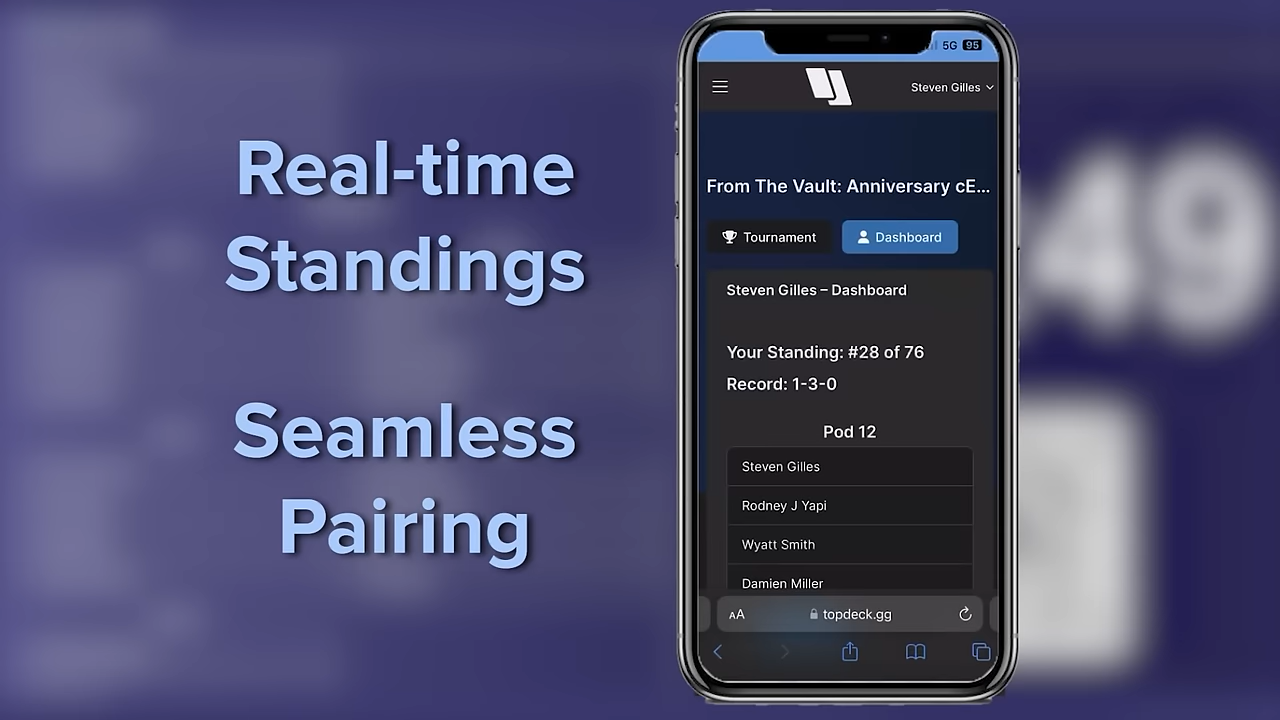 Real-time
Standings
Seamless
Pairing
5G 95
Steven Gilles
From The Vault: Anniversary cE...
Tournament
Dashboard
Steven Gilles – Dashboard
Your Standing: #28 of 76
Record: 1-3-0
Pod 12
Steven Gilles
Rodney J Yapi
Wyatt Smith
Damien Miller
AA
topdeck.gg
49